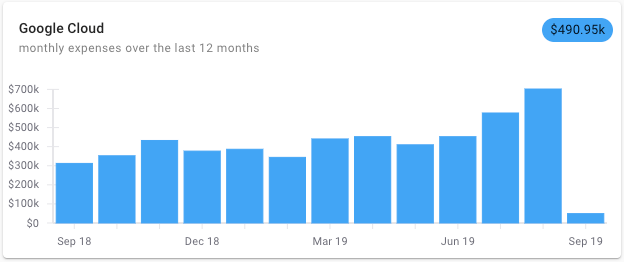 Google Cloud
$490.95k
monthly expenses over the last 12 months
$700k
$600k
$500k
$400k
$300k
$200k
$100k
$0
Sep 18
Dec 18
Mar 19
Jun 19
Sep 19